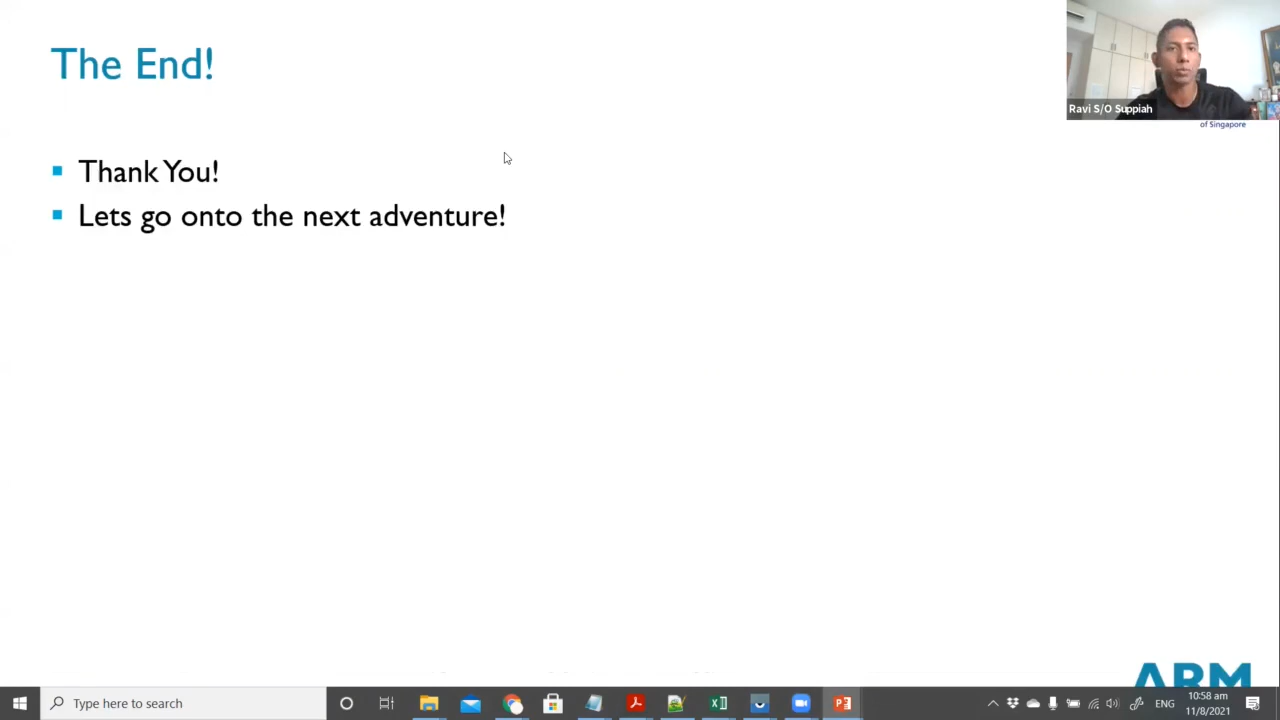 The End!
Ravi S/O Suppiah
of Singapore
Thank You!
Lets go onto the next adventure!
ARM
Type here to search
ENG
10:58 am
11/8/2021